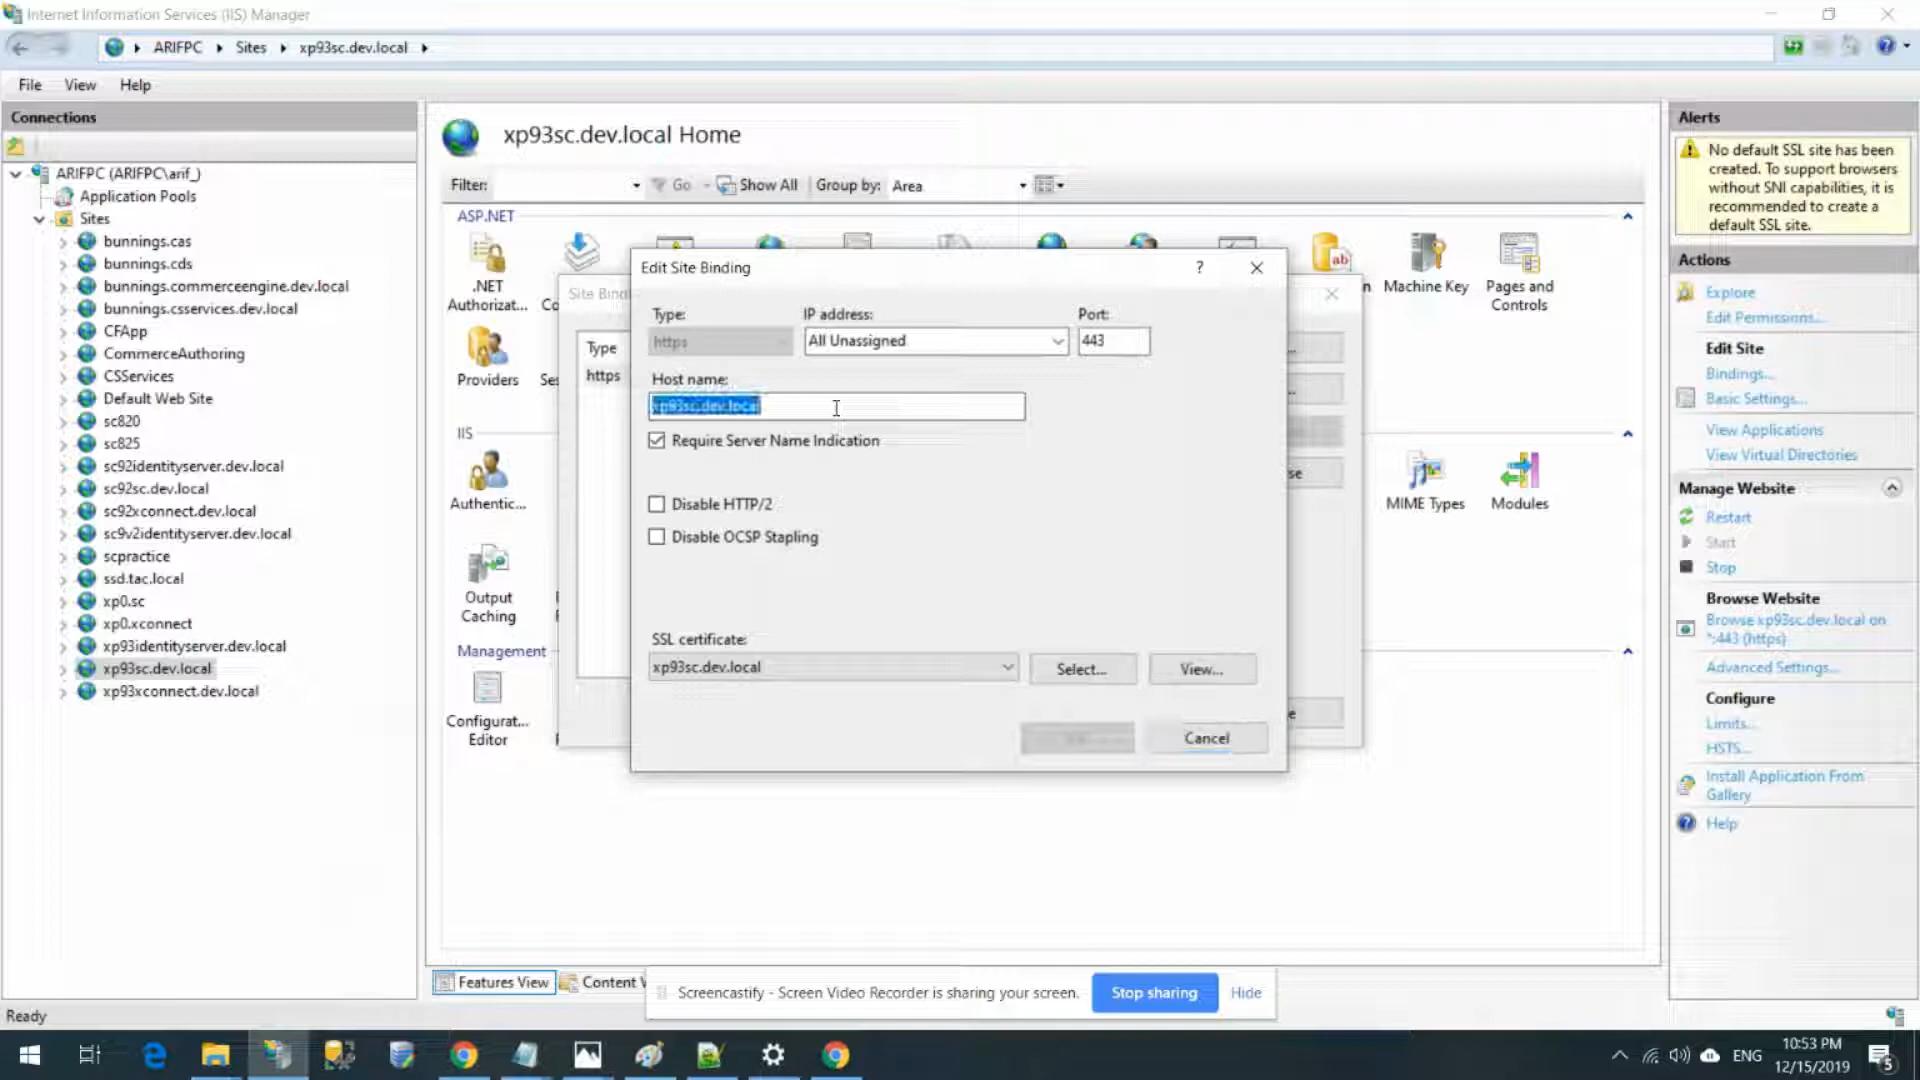 Internet Information Services (IIS) Manager
ARIFPC Sites xp93sc.dev.local
File View Help
Connections
ARIFPC (ARIFPC\arif_)
Application Pools
Sites
bunnings.cas
bunnings.cds
bunnings.commerceengine.dev.local
bunnings.csservices.dev.local
CFApp
CommerceAuthoring
CSServices
Default Web Site
sc820
sc825
sc92identityserver.dev.local
sc92sc.dev.local
sc92xconnect.dev.local
sc9v2identityserver.dev.local
scpractice
ssd.tac.local
xp0.sc
xp0.xconnect
xp93identityserver.dev.local
xp93sc.dev.local
xp93xconnect.dev.local
xp93sc.dev.local Home
Filter: Go Show All Group by: Area
ASP.NET
.NET
Authorizat...
Co
Providers
Ses
IIS
Authentic...
Output
Caching
Management
Configurat...
Editor
n
Machine Key
Pages and
Controls
MIME Types
Modules
Site Bind
Type
https
...
...
se
e
Edit Site Binding
?
Type:
https
IP address:
All Unassigned
Port:
443
Host name:
xp93sc.dev.local
Require Server Name Indication
Disable HTTP/2
Disable OCSP Stapling
SSL certificate:
xp93sc.dev.local
Select...
View...
Cancel
Features View
Content V
Screencastify - Screen Video Recorder is sharing your screen.
Stop sharing
Hide
Alerts
No default SSL site has been
created. To support browsers
without SNI capabilities, it is
recommended to create a
default SSL site.
Actions
Explore
Edit Permissions...
Edit Site
Bindings...
Basic Settings...
View Applications
View Virtual Directories
Manage Website
Restart
Start
Stop
Browse Website
Browse xp93sc.dev.local on
*:443 (https)
Advanced Settings...
Configure
Limits...
HSTS...
Install Application From
Gallery
Help
Ready
ENG
10:53 PM
12/15/2019
5